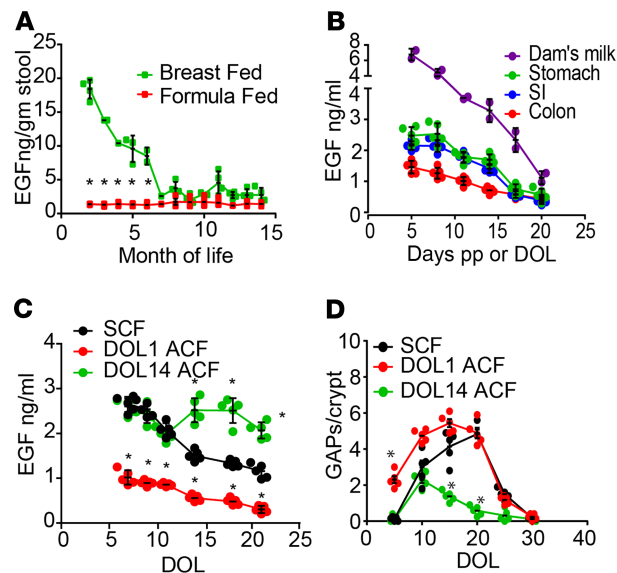 A
25
20
15
10
5
0
EGFng/gm stool
Breast Fed
Formula Fed
* * * * *
0 5 10 15
Month of life
B
8
6
4
3
2
1
0
EGF ng/ml
Dam's milk
Stomach
SI
Colon
0 5 10 15 20 25
Days pp or DOL
C
SCF
DOL1 ACF
DOL14 ACF
4
3
2
1
0
EGF ng/ml
* * *
* * * * * *
0 5 10 15 20 25
DOL
D
SCF
DOL1 ACF
DOL14 ACF
10
8
6
4
2
0
GAPs/crypt
* * *
0 10 20 30 40
DOL